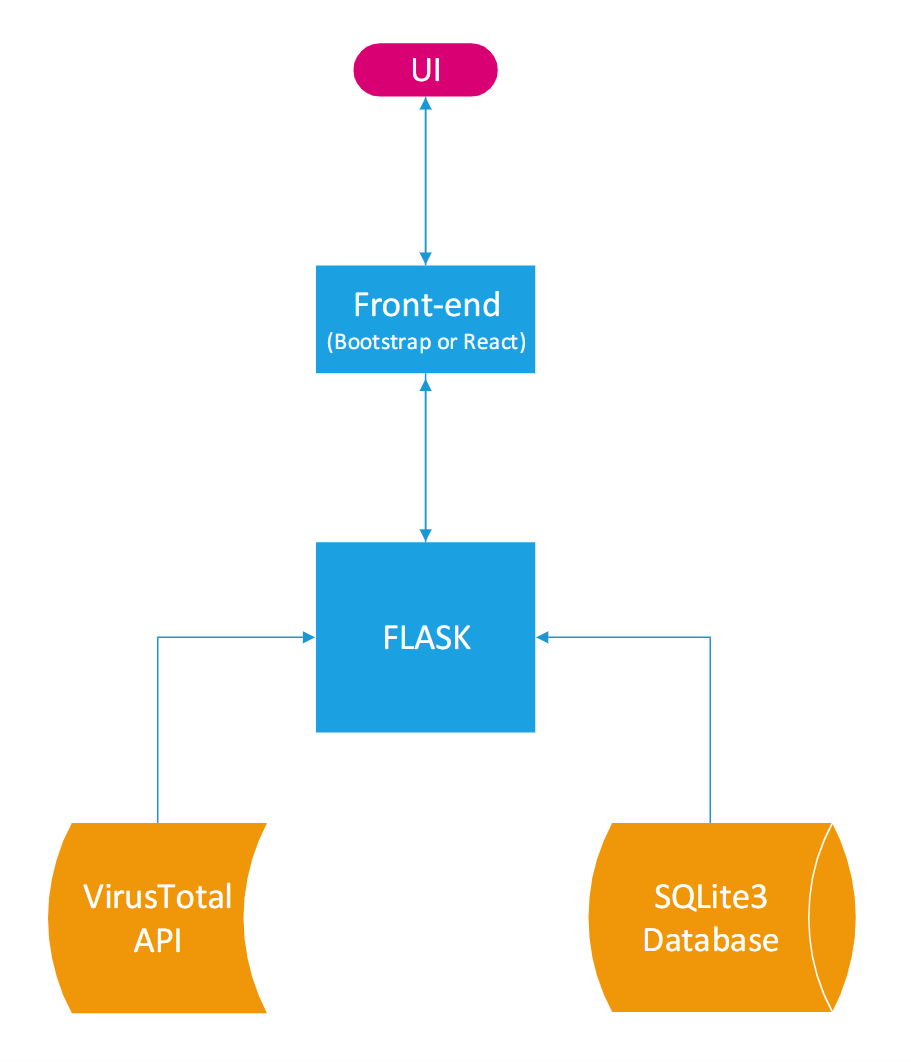 UI
Front-end
(Bootstrap or React)
FLASK
VirusTotal
API
SQLite3
Database